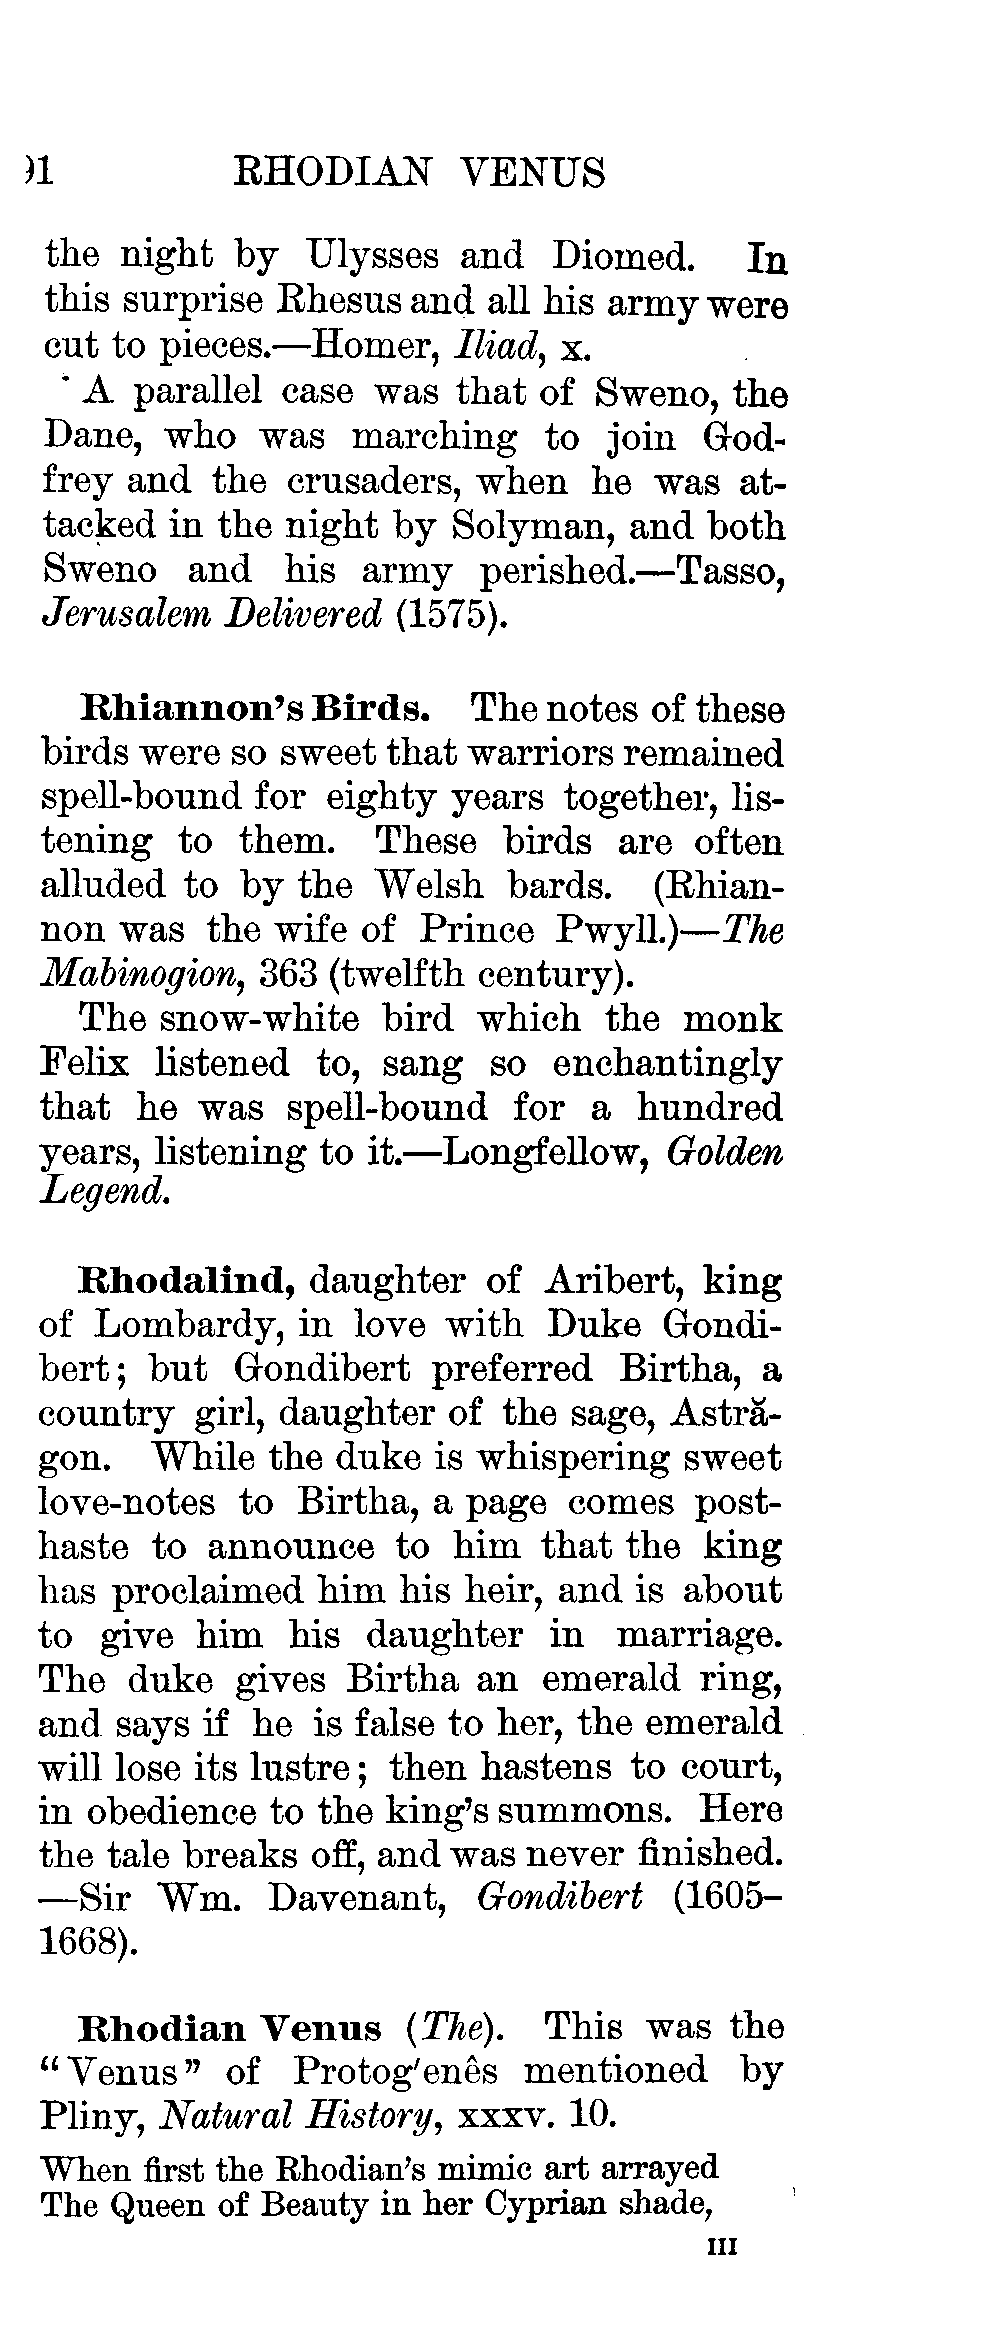 91 RHODIAN VENUS
the night by Ulysses and Diomed. In
this surprise Rhesus and all his army were
cut to pieces.—Homer, Iliad, x.
A parallel case was that of Sweno, the
Dane, who was marching to join God-
frey and the crusaders, when he was at-
tacked in the night by Solyman, and both
Sweno and his army perished.—Tasso,
Jerusalem Delivered (1575).
Rhiannon's Birds. The notes of these
birds were so sweet that warriors remained
spell-bound for eighty years together, lis-
tening to them. These birds are often
alluded to by the Welsh bards. (Rhian-
non was the wife of Prince Pwyll.)—The
Mabinogion, 363 (twelfth century).
The snow-white bird which the monk
Felix listened to, sang so enchantingly
that he was spell-bound for a hundred
years, listening to it.—Longfellow, Golden
Legend.
Rhodalind, daughter of Aribert, king
of Lombardy, in love with Duke Gondi-
bert; but Gondibert preferred Birtha, a
country girl, daughter of the sage, Astră-
gon. While the duke is whispering sweet
love-notes to Birtha, a page comes post-
haste to announce to him that the king
has proclaimed him his heir, and is about
to give him his daughter in marriage.
The duke gives Birtha an emerald ring,
and says if he is false to her, the emerald
will lose its lustre; then hastens to court,
in obedience to the king's summons. Here
the tale breaks off, and was never finished.
—Sir Wm. Davenant, Gondibert (1605–
1668).
Rhodian Venus (The). This was the
"Venus" of Protog'enês mentioned by
Pliny, Natural History, xxxv. 10.
When first the Rhodian's mimic art arrayed
The Queen of Beauty in her Cyprian shade,
III